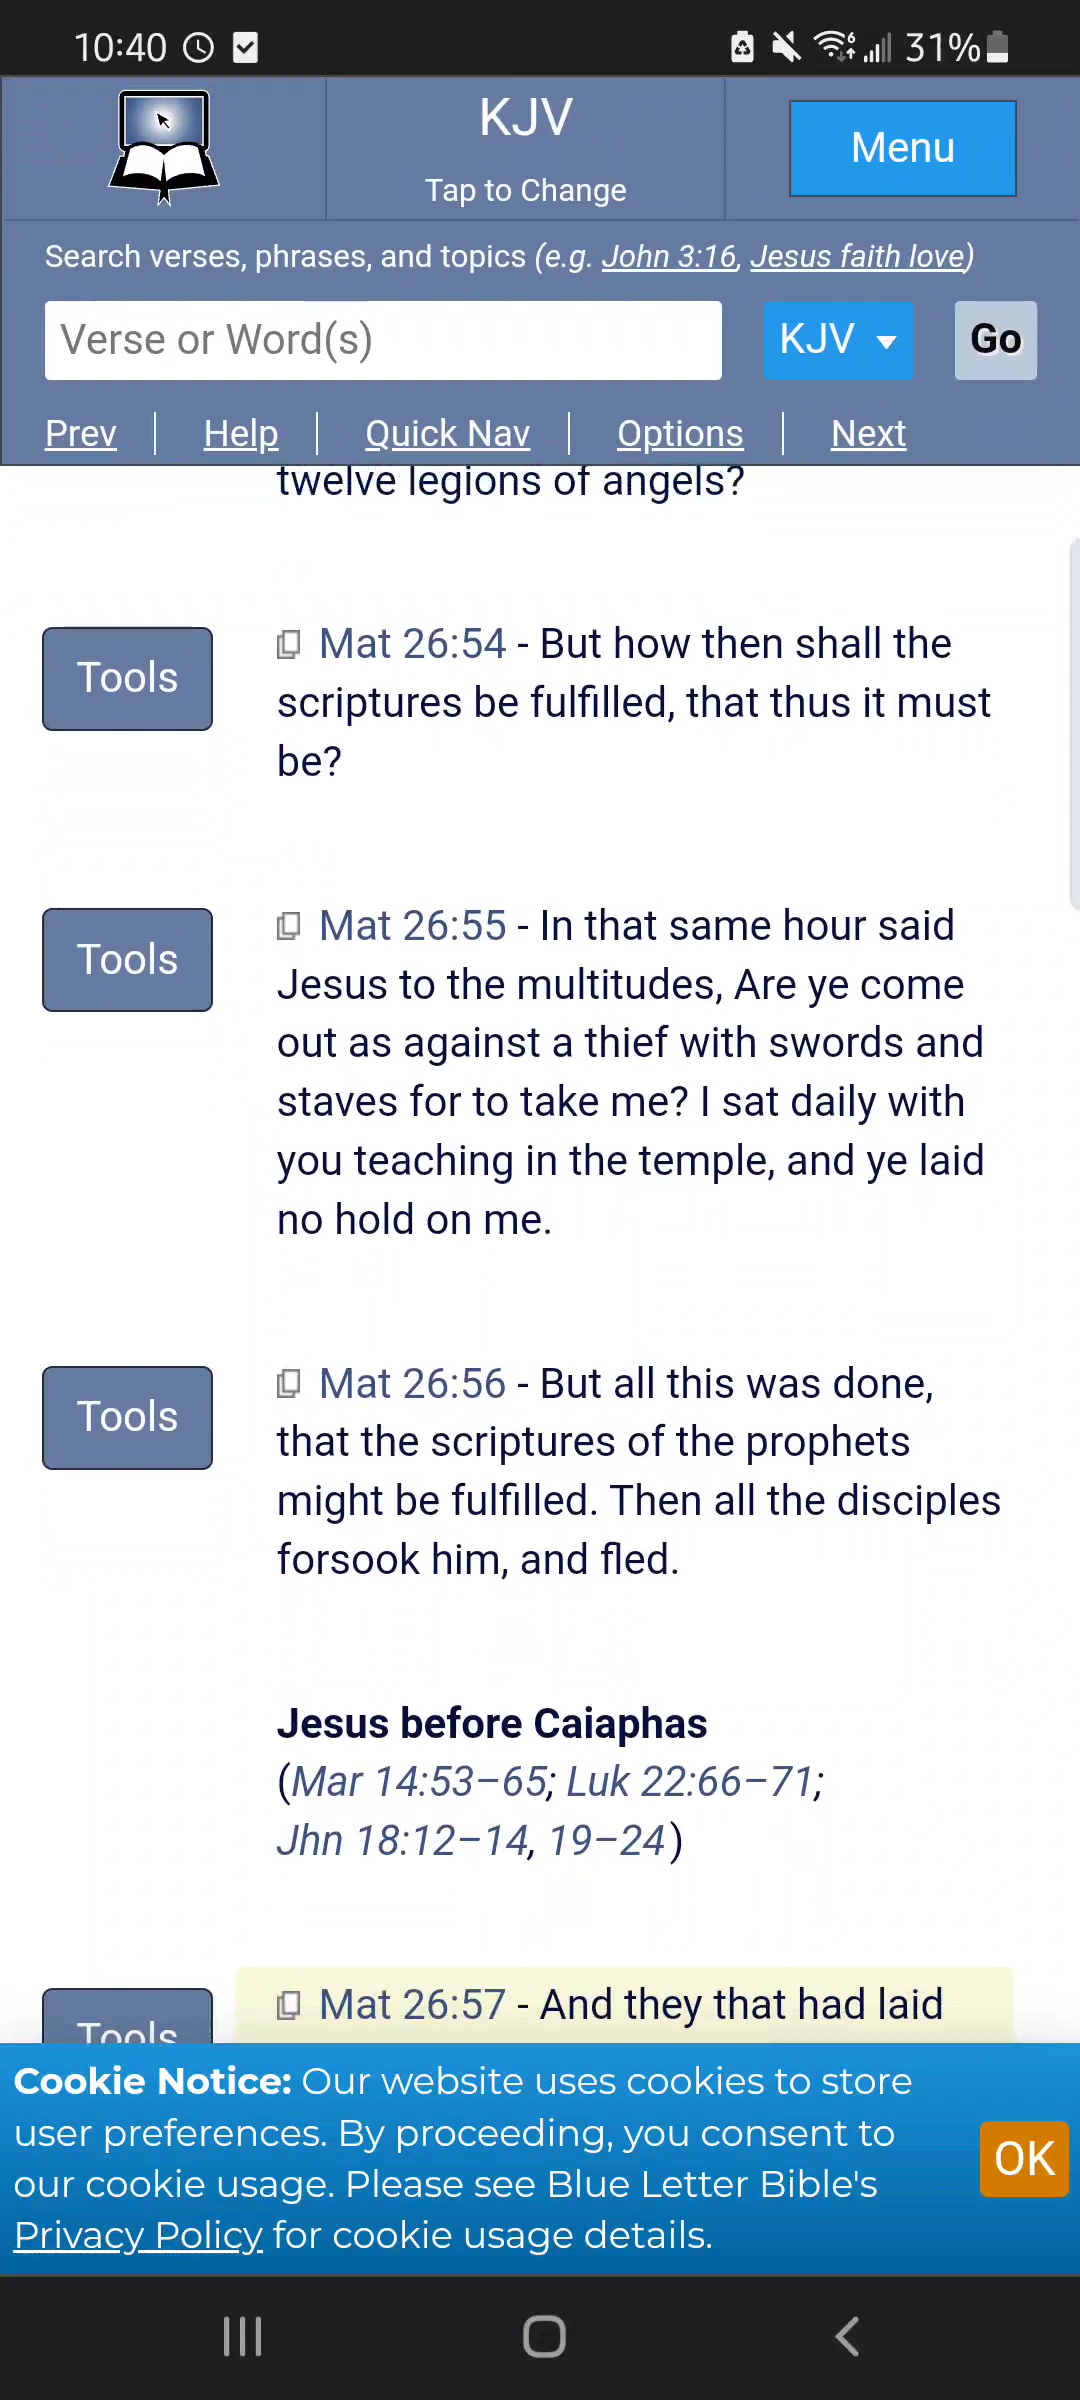 10:40 31%
KJV
Tap to Change
Menu
Search verses, phrases, and topics (e.g. John 3:16, Jesus faith love)
Verse or Word(s) KJV Go
Prev Help Quick Nav Options Next
twelve legions of angels?
Tools
Mat 26:54 - But how then shall the
scriptures be fulfilled, that thus it must
be?
Tools
Mat 26:55 - In that same hour said
Jesus to the multitudes, Are ye come
out as against a thief with swords and
staves for to take me? I sat daily with
you teaching in the temple, and ye laid
no hold on me.
Tools
Mat 26:56 - But all this was done,
that the scriptures of the prophets
might be fulfilled. Then all the disciples
forsook him, and fled.
Jesus before Caiaphas
(Mar 14:53–65; Luk 22:66–71;
Jhn 18:12–14, 19–24)
Tools
Mat 26:57 - And they that had laid
Cookie Notice: Our website uses cookies to store
user preferences. By proceeding, you consent to
our cookie usage. Please see Blue Letter Bible's
Privacy Policy for cookie usage details.
OK